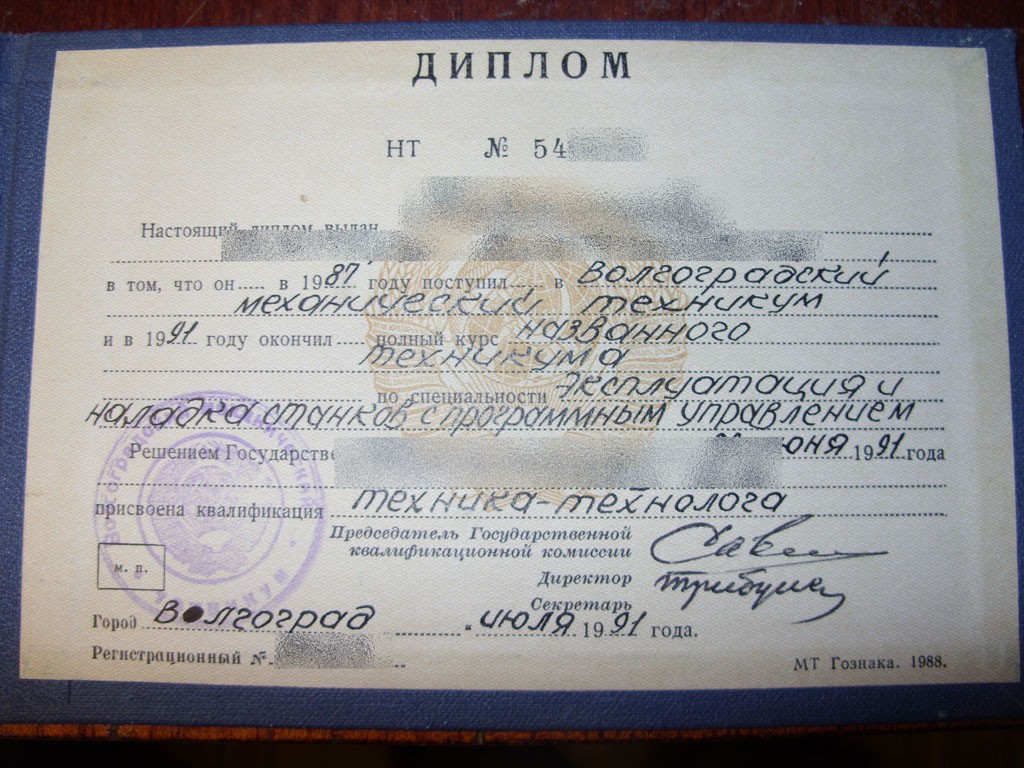 ДИПЛОМ
НТ № 54
Настоящий диплом выдан
в том, что он в 1987 году поступил в Волгоградский
механический техникум
и в 1991 году окончил полный курс названного
техникума
по специальности Эксплуатация и
наладка станков с программным управлением
Решением Государстве июня 1991 года
присвоена квалификация техника-технолога
Председатель Государственной
квалификационной комиссии
Директор
Секретарь
м. п.
Город Волгоград " июля 1991 года.
Регистрационный №
МТ Гознака. 1988.